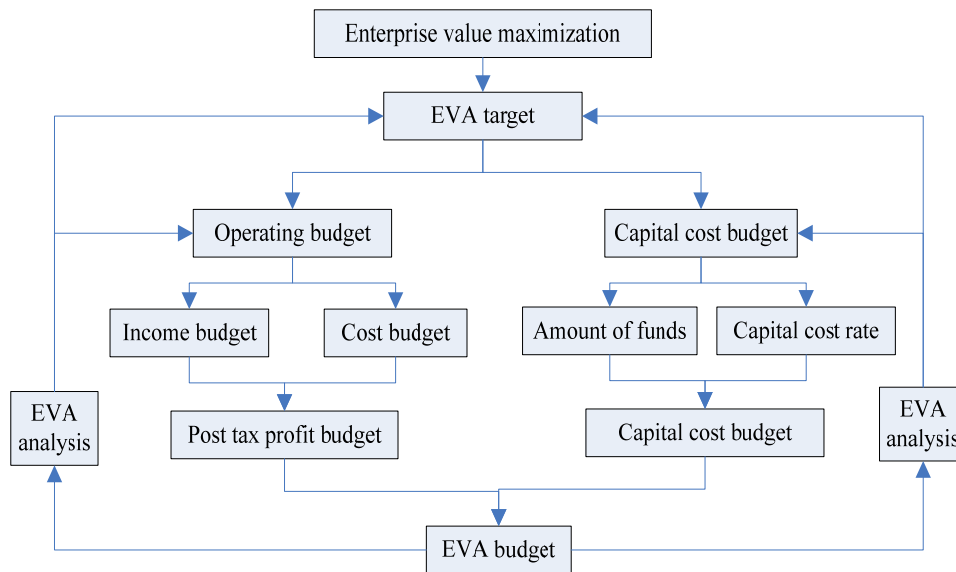 Enterprise value maximization
EVA target
Operating budget
Capital cost budget
Income budget
Cost budget
Amount of funds
Capital cost rate
EVA
analysis
Post tax profit budget
Capital cost budget
EVA
analysis
EVA budget